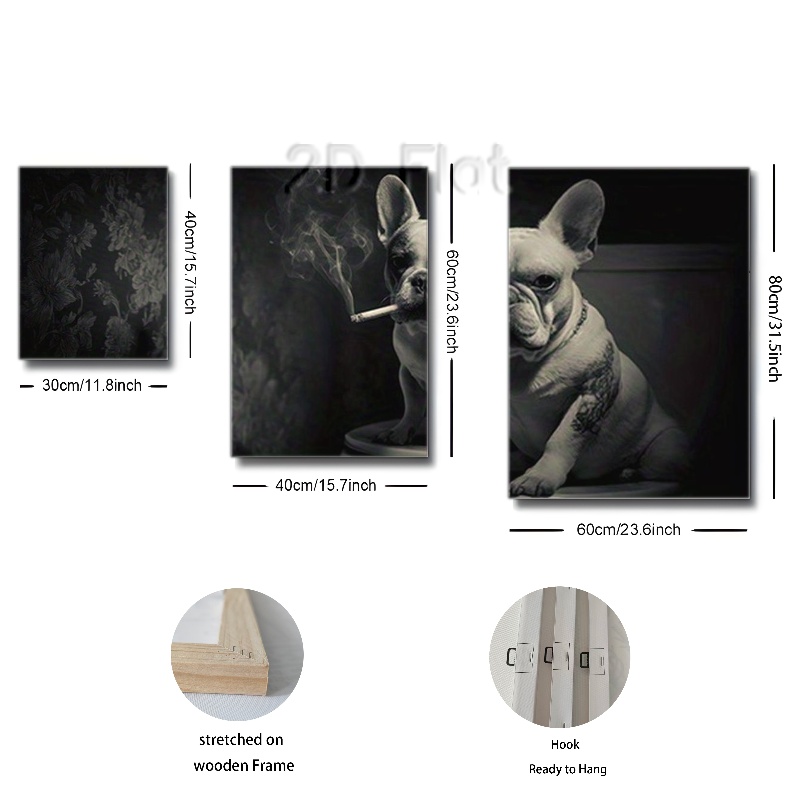 2D Flat
40cm/15.7inch
30cm/11.8inch
60cm/23.6inch
40cm/15.7inch
80cm/31.5inch
60cm/23.6inch
stretched on
wooden Frame
Hook
Ready to Hang